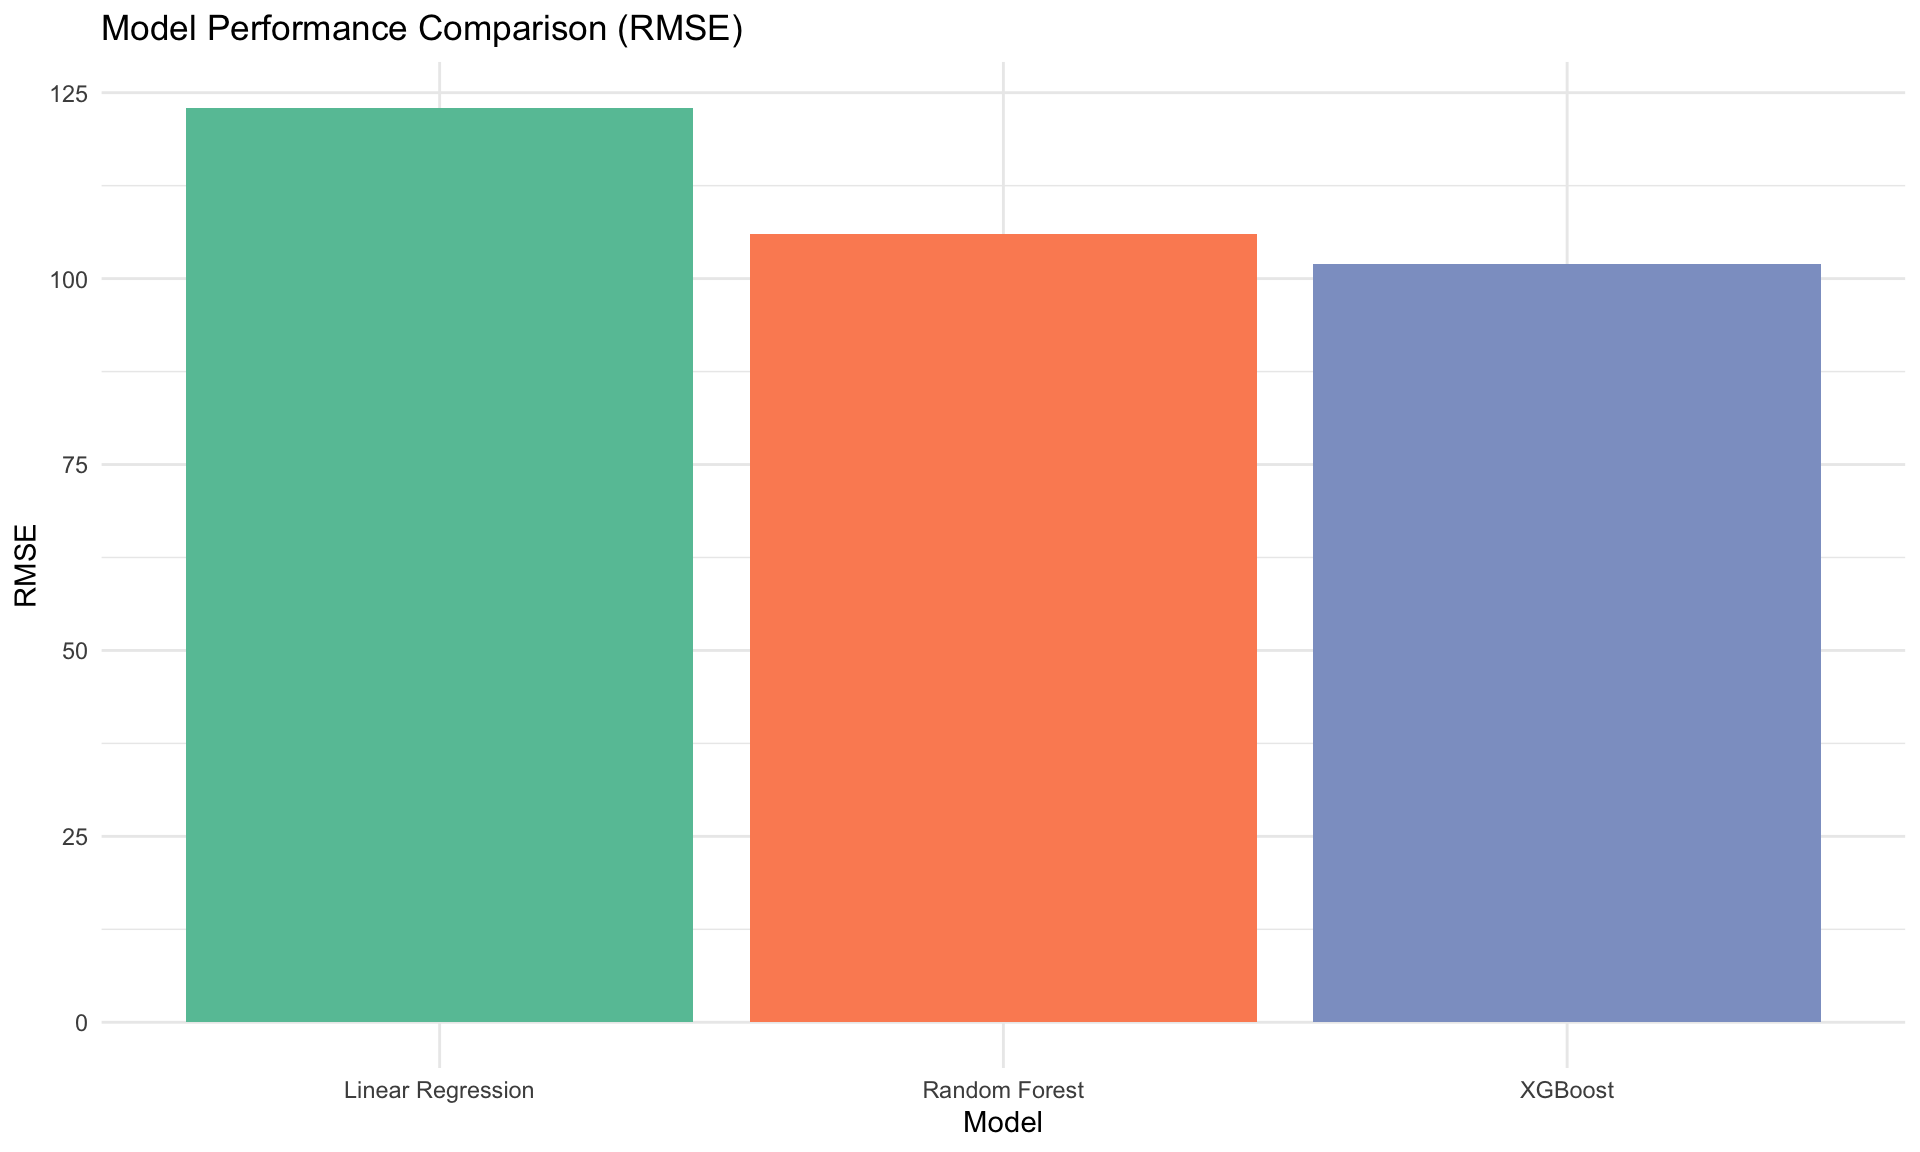 Model Performance Comparison (RMSE)
125
100
75
50
25
0
RMSE
Linear Regression
Random Forest
XGBoost
Model